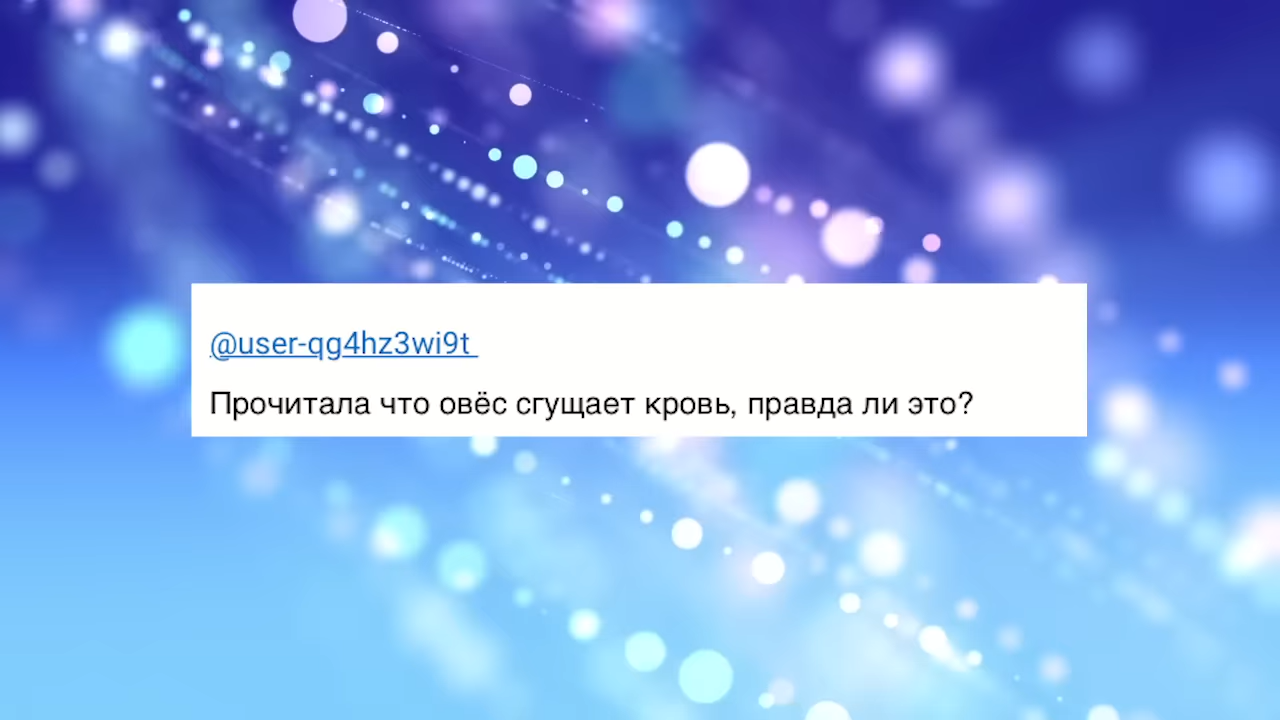 @user-qg4hz3wi9t
Прочитала что овёс сгущает кровь, правда ли это?